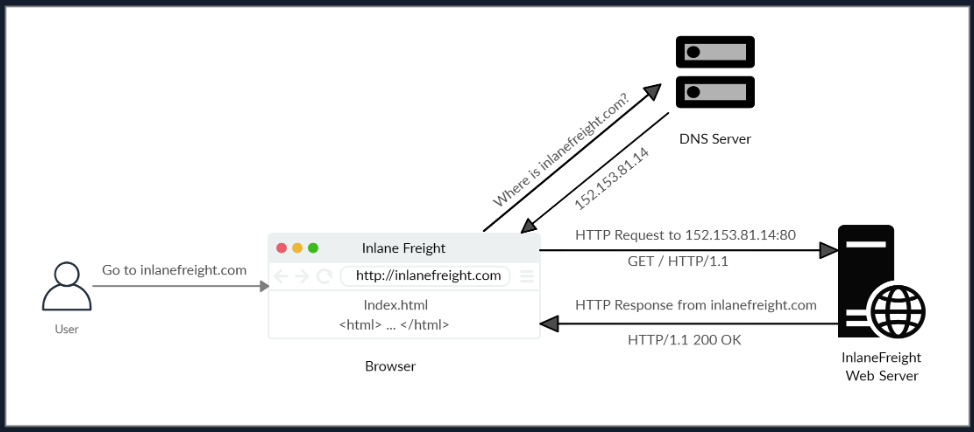 Where is inlanefreight.com?
152.153.81.14
DNS Server
Go to inlanefreight.com
User
Inlane Freight
http://inlanefreight.com
Index.html
<html> ... </html>
Browser
HTTP Request to 152.153.81.14:80
GET / HTTP/1.1
HTTP Response from inlanefreight.com
HTTP/1.1 200 OK
InlaneFreight
Web Server